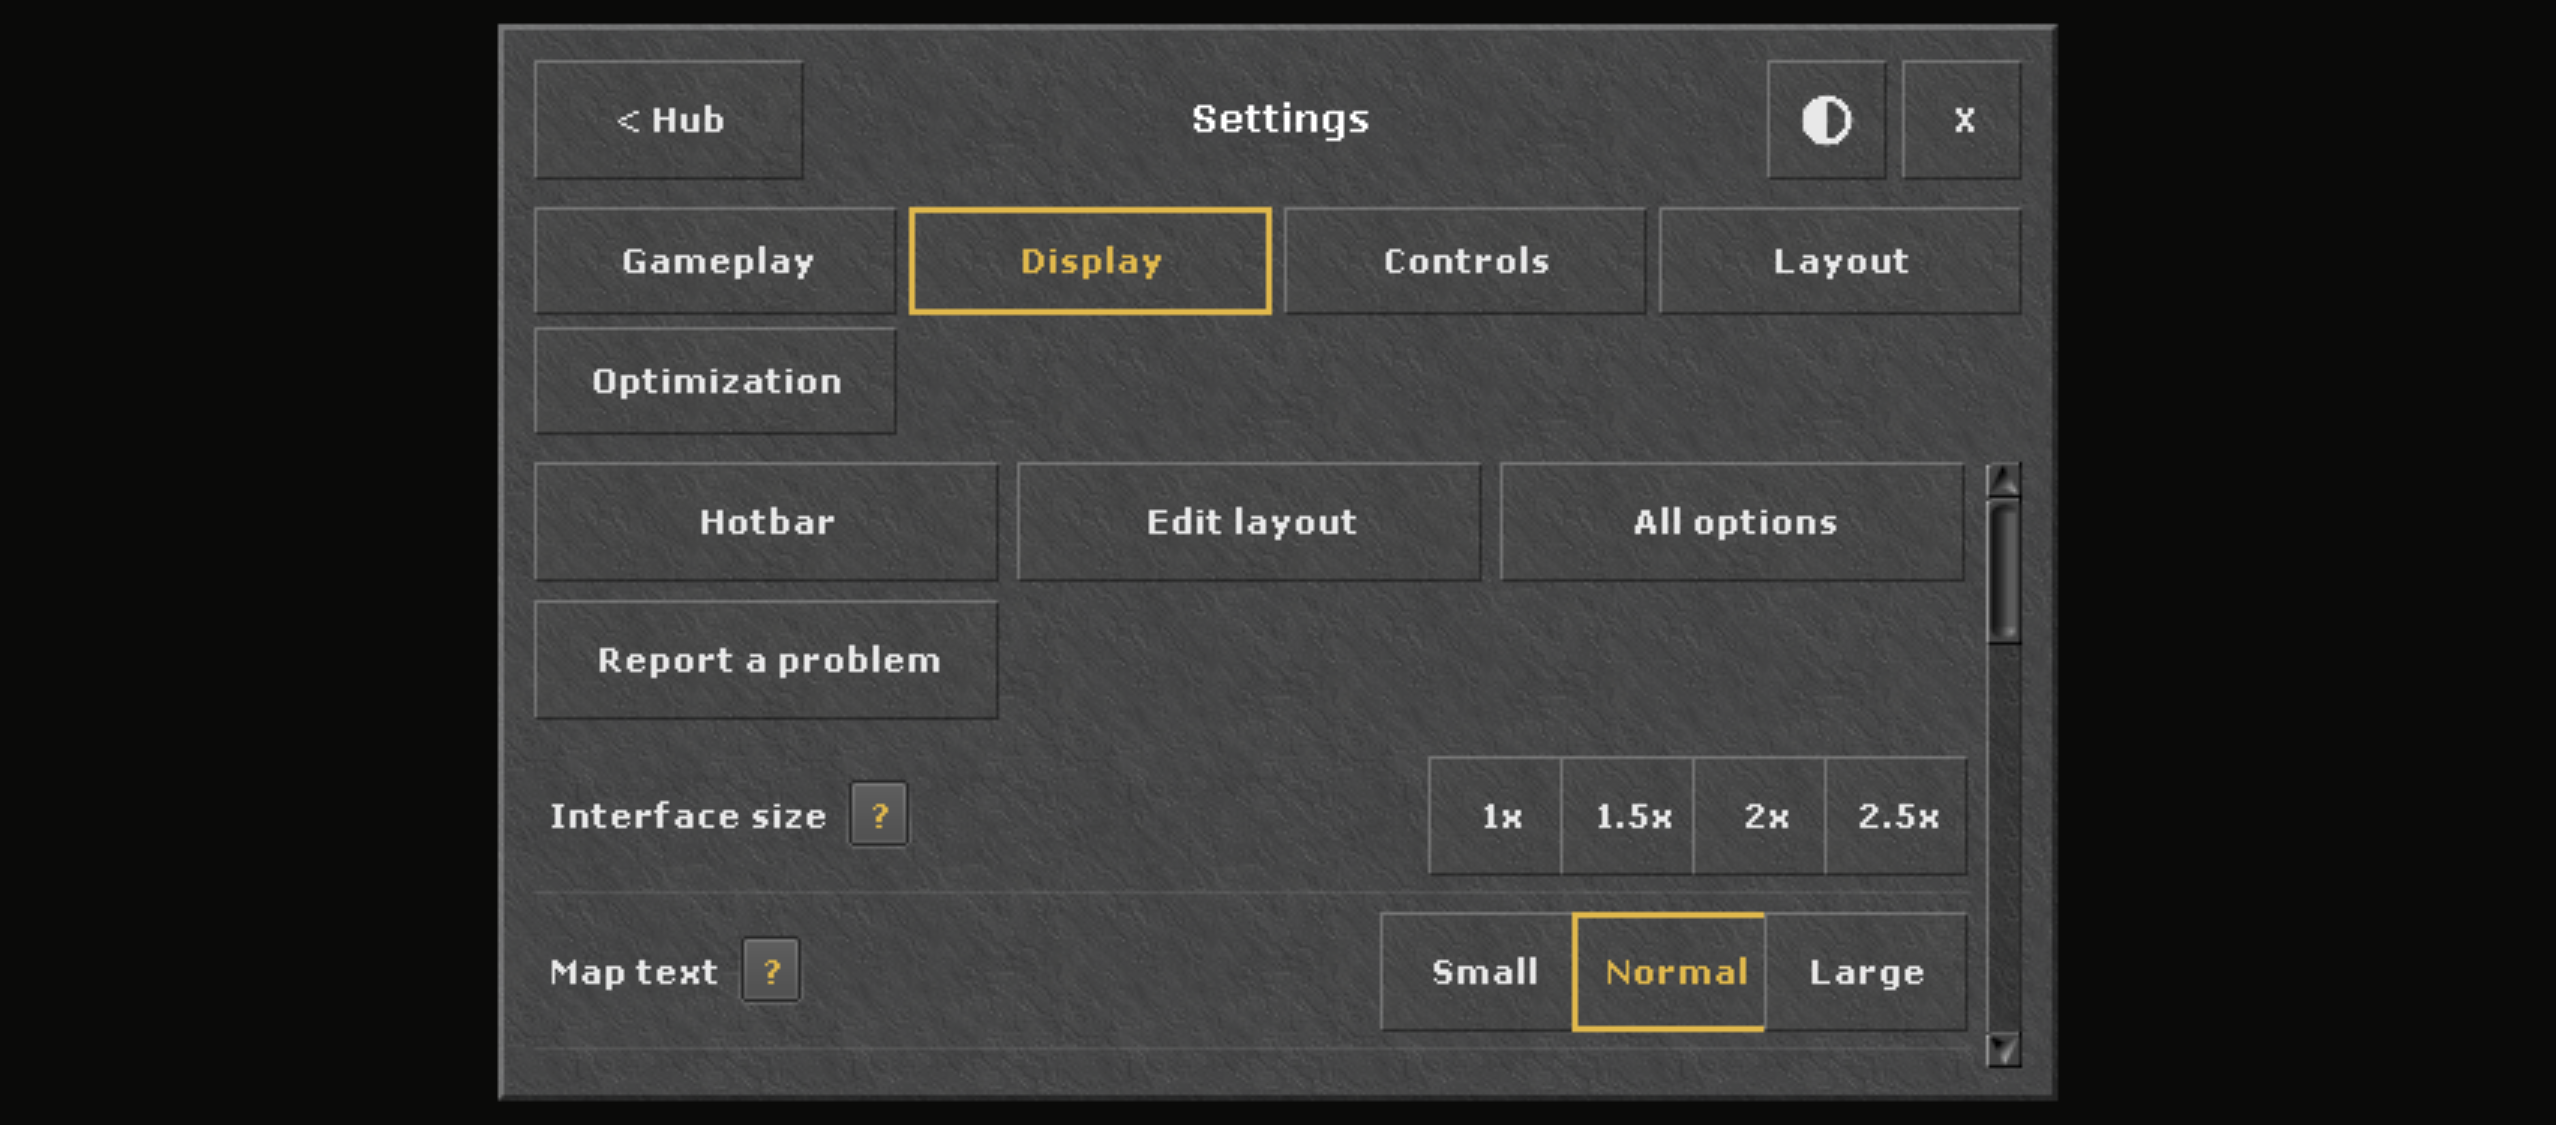 < Hub
Settings
x
Gameplay
Display
Controls
Layout
Optimization
Hotbar
Edit layout
All options
Report a problem
Interface size
?
1x
1.5x
2x
2.5x
Map text
?
Small
Normal
Large